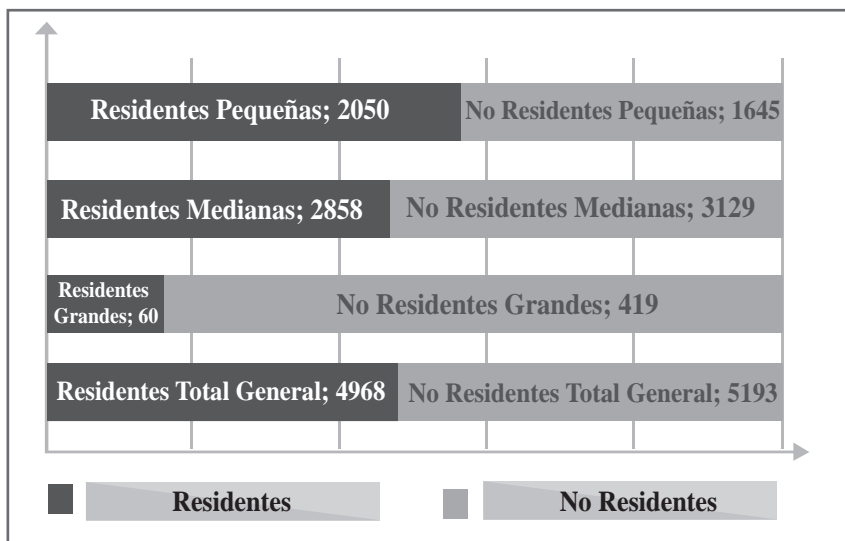 Residentes Pequeñas; 2050
No Residentes Pequeñas; 1645
Residentes Medianas; 2858
No Residentes Medianas; 3129
Residentes
Grandes; 60
No Residentes Grandes; 419
Residentes Total General; 4968
No Residentes Total General; 5193
Residentes
No Residentes